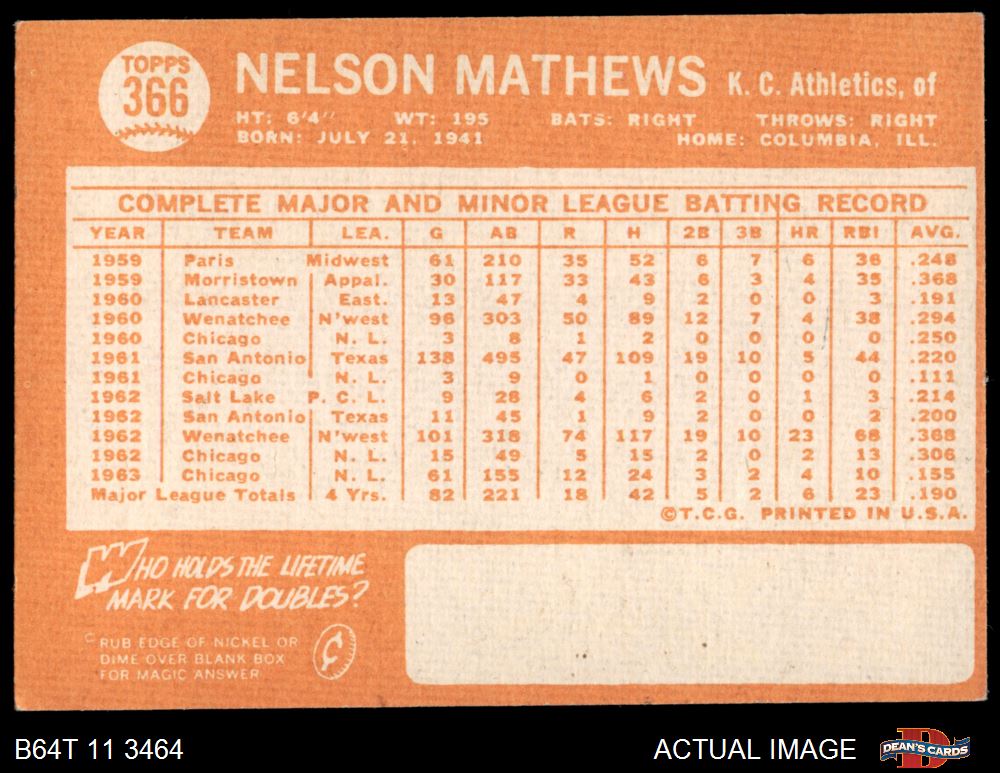 TOPPS
366
NELSON MATHEWS K. C. Athletics, of
HT: 6'4" WT: 195 BATS: RIGHT THROWS: RIGHT
BORN: JULY 21, 1941 HOME: COLUMBIA, ILL.
COMPLETE MAJOR AND MINOR LEAGUE BATTING RECORD
YEAR TEAM LEA. G AB R H 2B 3B HR RBI AVG.
1959 Paris Midwest 61 210 35 52 6 7 6 36 .248
1959 Morristown Appal. 30 117 33 43 6 3 4 35 .368
1960 Lancaster East. 13 47 4 9 2 0 0 3 .191
1960 Wenatchee N'west 96 303 50 89 12 7 4 38 .294
1960 Chicago N. L. 3 8 1 2 0 0 0 0 .250
1961 San Antonio Texas 138 495 47 109 19 10 5 44 .220
1961 Chicago N. L. 3 9 0 1 0 0 0 0 .111
1962 Salt Lake P. C. L. 9 28 4 6 2 0 1 3 .214
1962 San Antonio Texas 11 45 1 9 2 0 0 2 .200
1962 Wenatchee N'west 101 318 74 117 19 10 23 68 .368
1962 Chicago N. L. 15 49 5 15 2 0 2 13 .306
1963 Chicago N. L. 61 155 12 24 3 2 4 10 .155
Major League Totals 4 Yrs. 82 221 18 42 5 2 6 23 .190
©T.C.G. PRINTED IN U.S.A.
WHO HOLDS THE LIFETIME
MARK FOR DOUBLES?
C RUB EDGE OF NICKEL OR
DIME OVER BLANK BOX
FOR MAGIC ANSWER
¢
B64T 11 3464 ACTUAL IMAGE DEAN'S CARDS